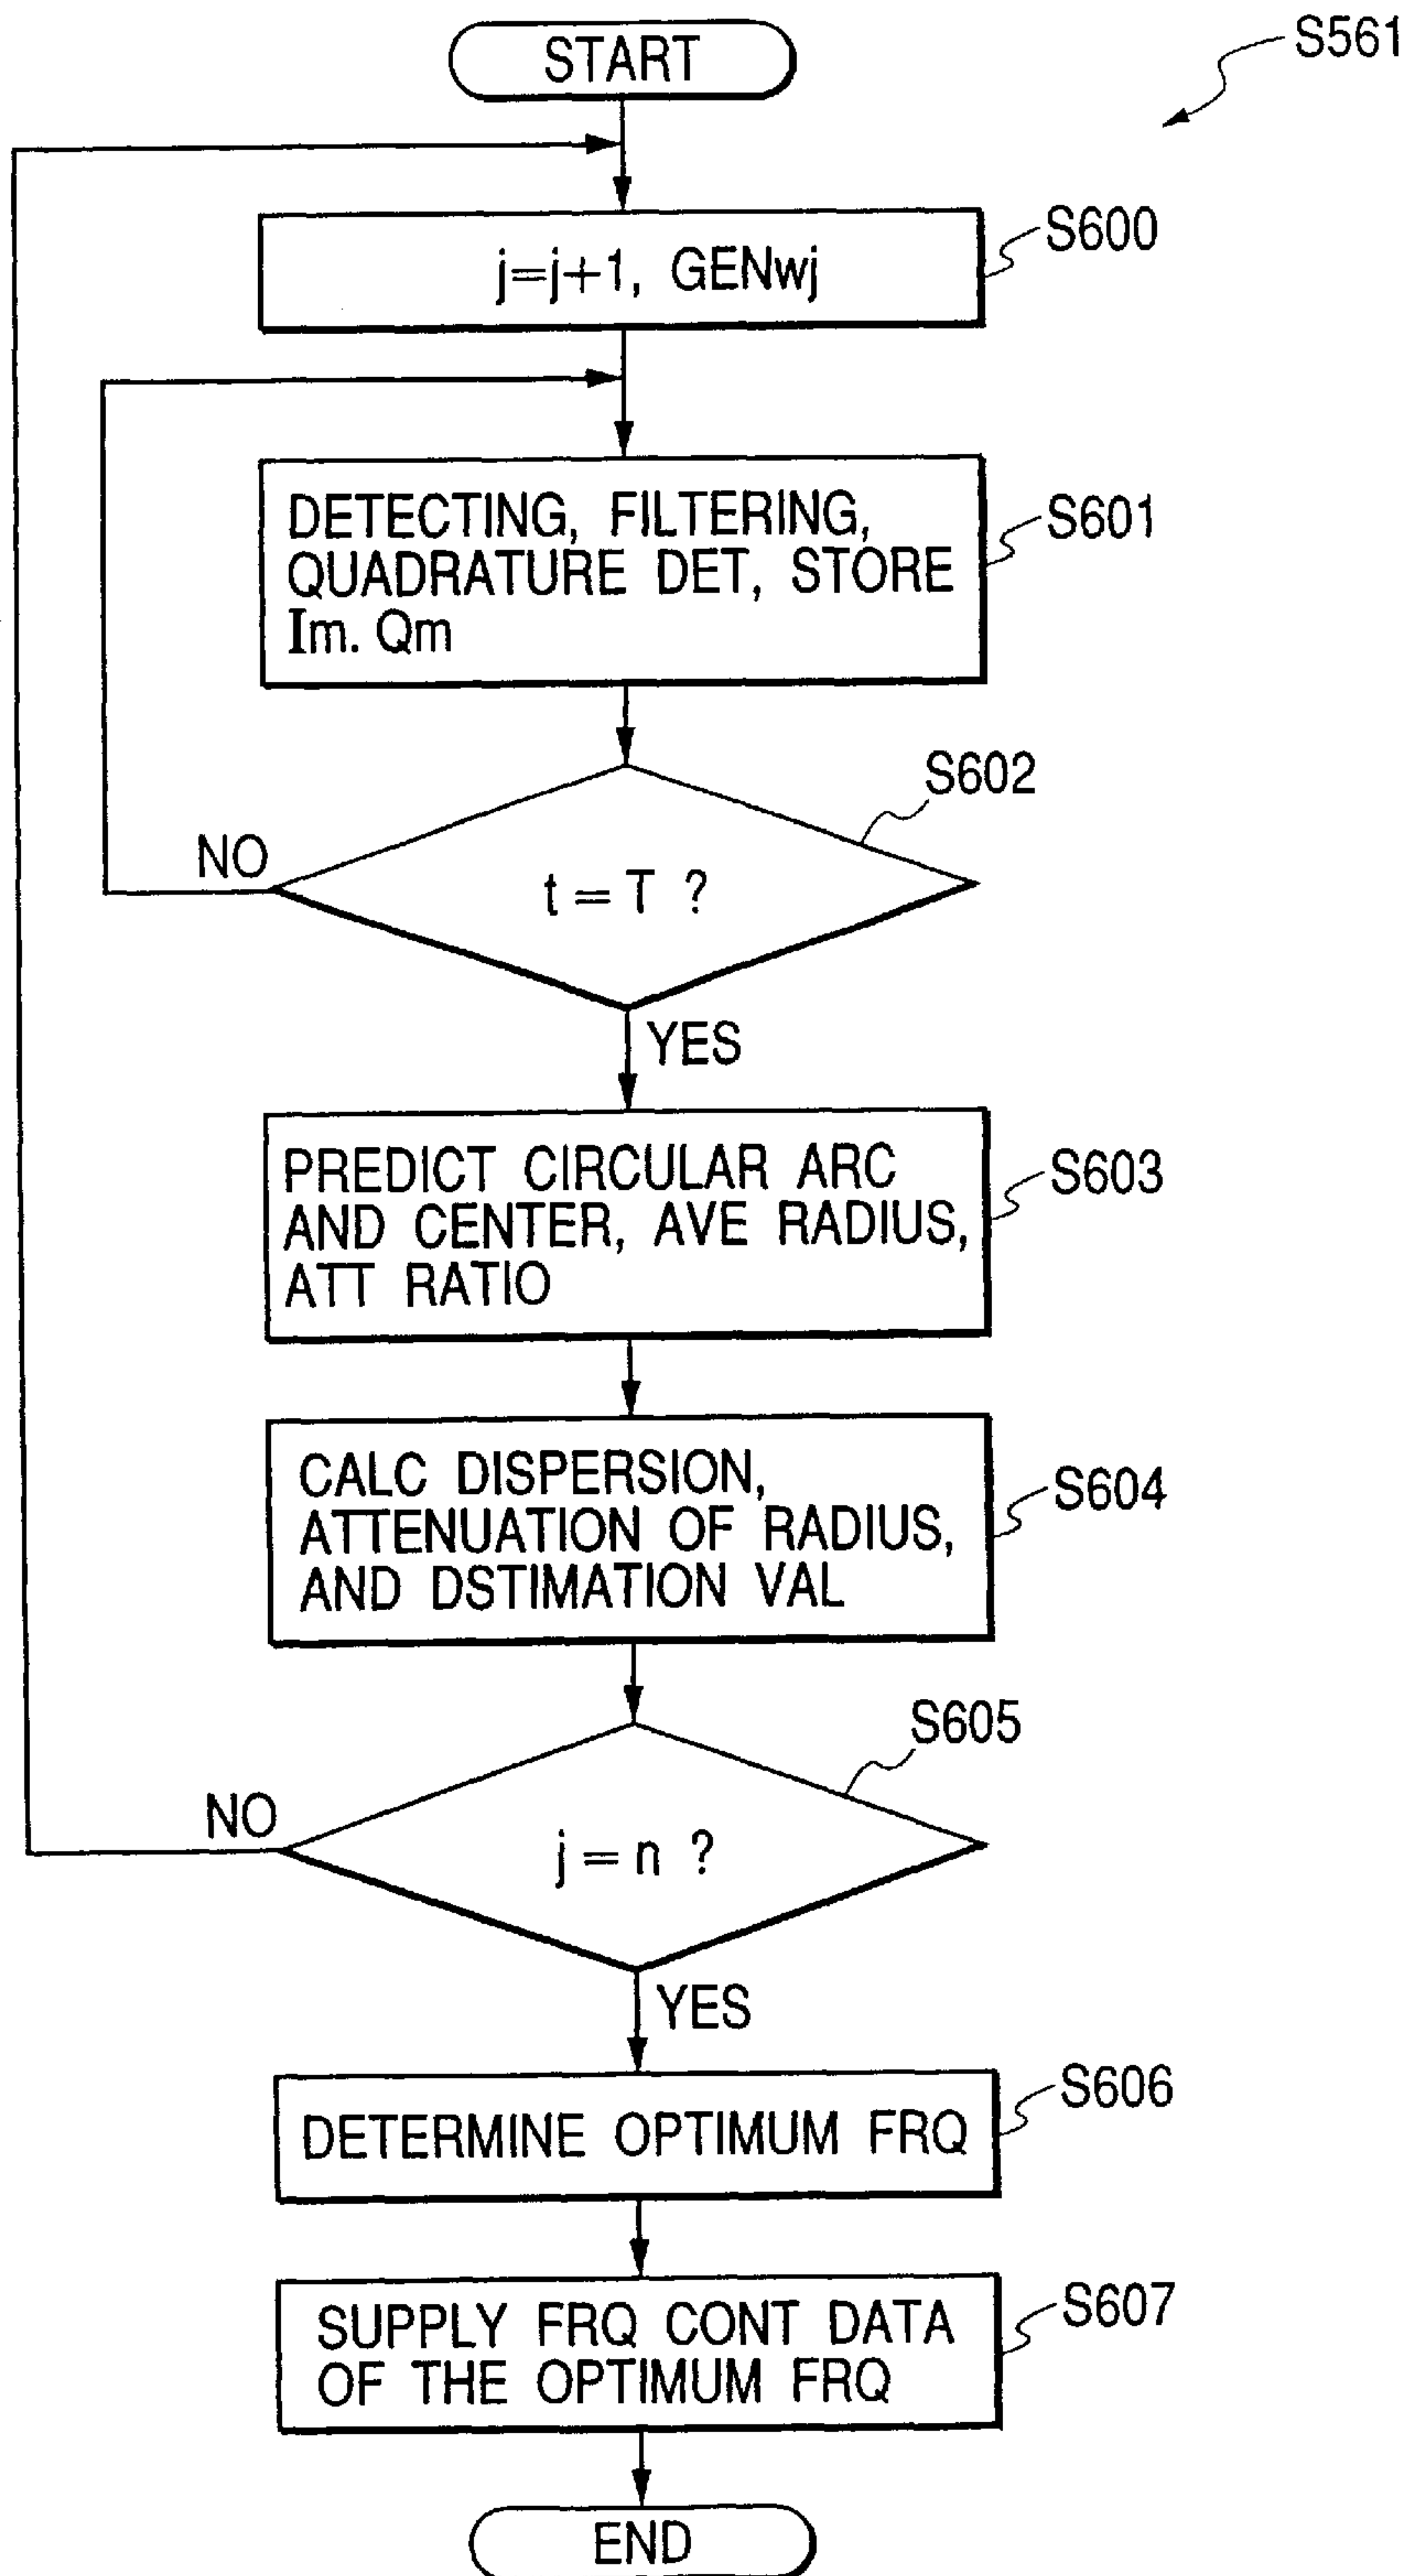 START
S561
j=j+1, GENwj
S600
DETECTING, FILTERING,
QUADRATURE DET, STORE
Im. Qm
S601
S602
t = T ?
NO
YES
PREDICT CIRCULAR ARC
AND CENTER, AVE RADIUS,
ATT RATIO
S603
CALC DISPERSION,
ATTENUATION OF RADIUS,
AND DSTIMATION VAL
S604
S605
j = n ?
NO
YES
DETERMINE OPTIMUM FRQ
S606
SUPPLY FRQ CONT DATA
OF THE OPTIMUM FRQ
S607
END